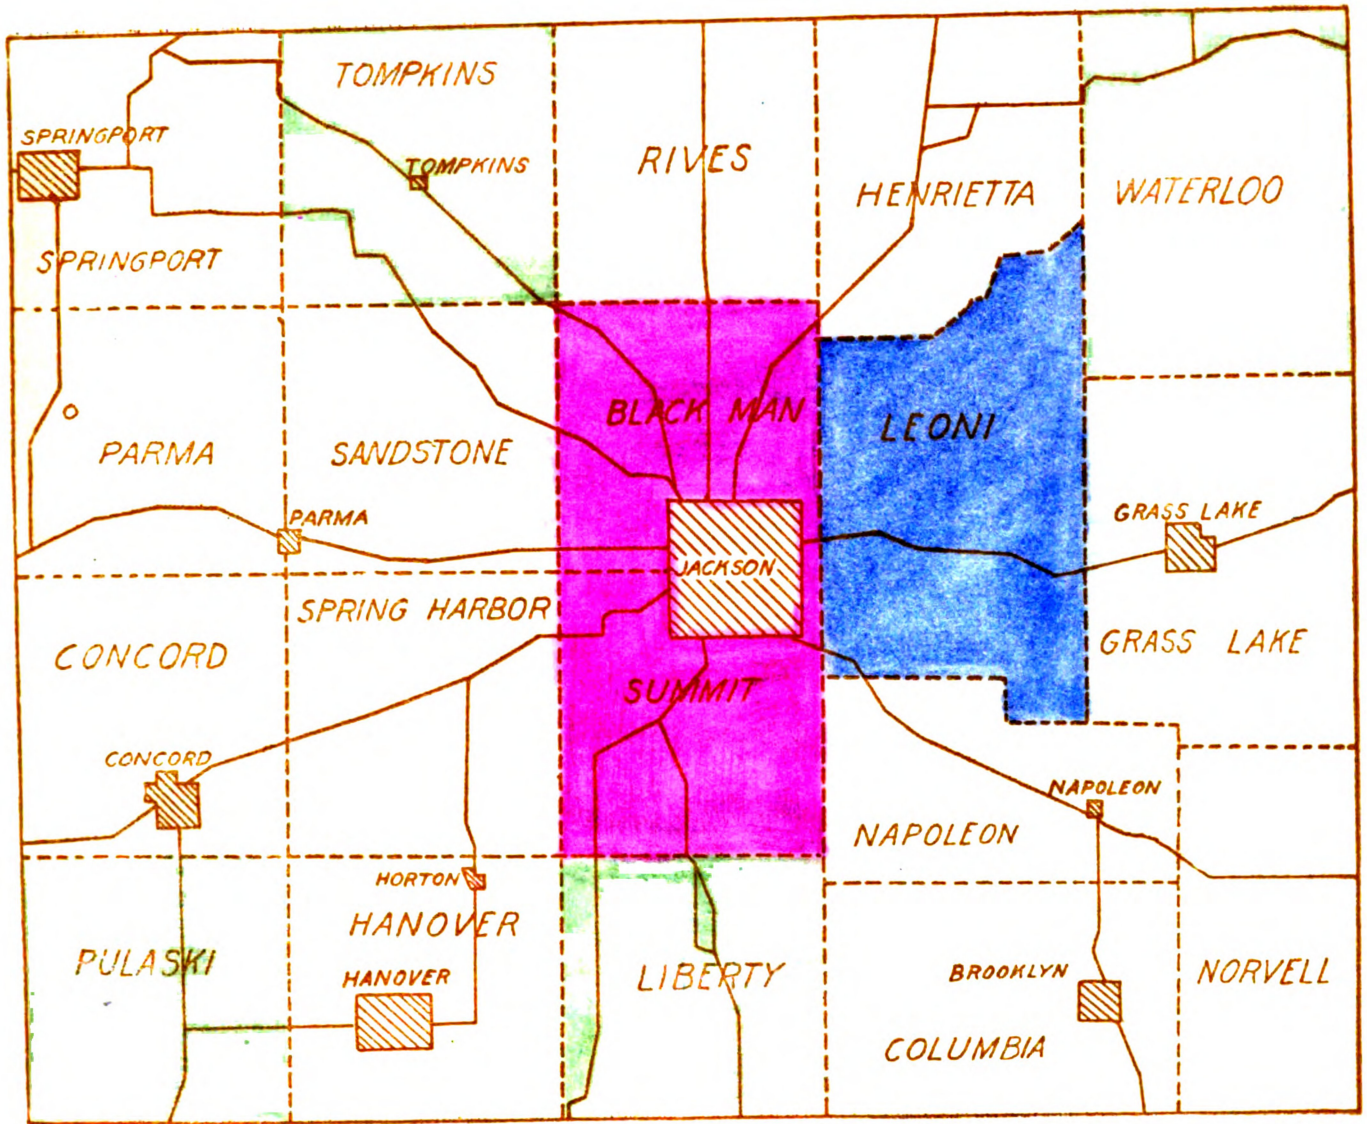 TOMPKINS
SPRINGPORT
TOMPKINS
RIVES
HENRIETTA
WATERLOO
SPRINGPORT
BLACK MAN
LEONI
PARMA
SANDSTONE
PARMA
GRASS LAKE
JACKSON
SPRING HARBOR
CONCORD
GRASS LAKE
SUMMIT
CONCORD
NAPOLEON
NAPOLEON
HORTON
HANOVER
PULASKI
HANOVER
LIBERTY
BROOKLYN
NORVELL
COLUMBIA